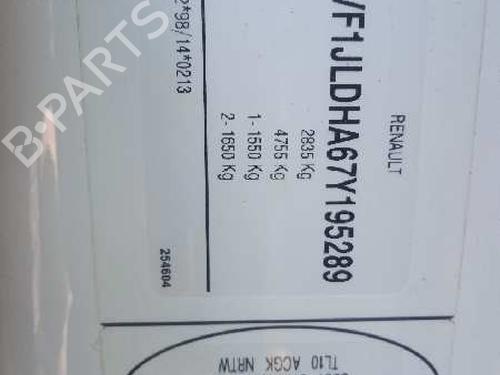 RENAULT
VF1JLDHA67Y195289
2835 Kg
4755 Kg
1- 1550 Kg
2- 1650 Kg
2*98/14*0213
254604
TL10 ACGK NRTW
B-PARTS